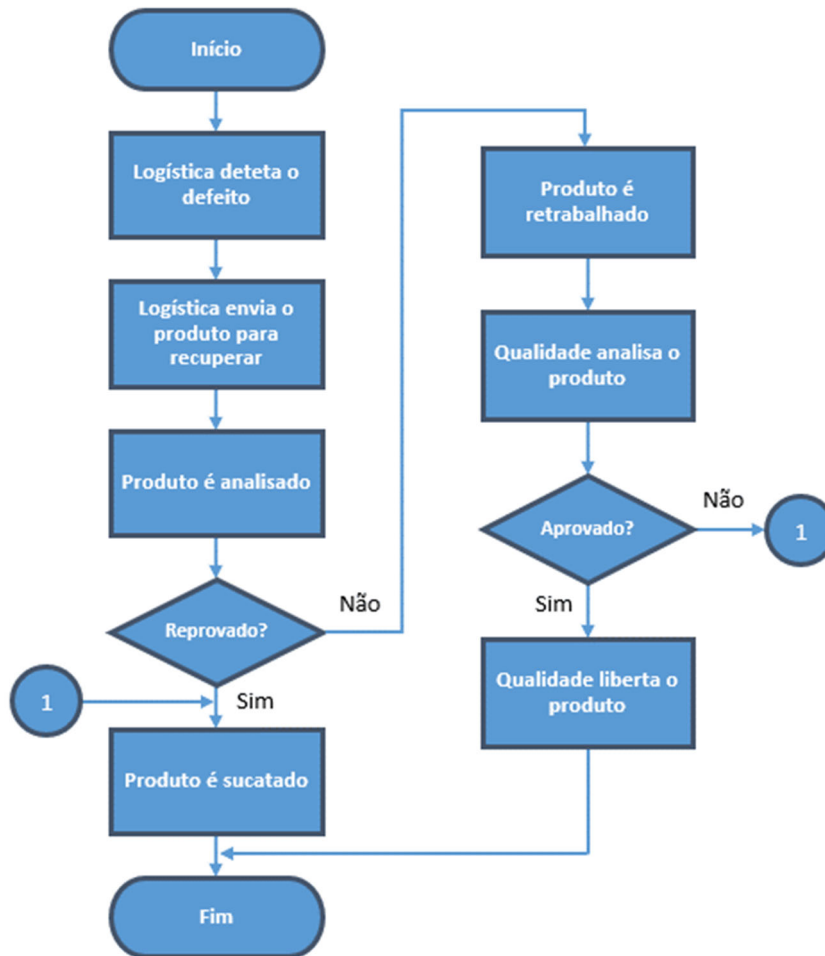 Início
Logística deteta o
defeito
Logística envia o
produto para
recuperar
Produto é analisado
Reprovado?
Não
Sim
1
Produto é sucatado
Fim
Produto é
retrabalhado
Qualidade analisa o
produto
Aprovado?
Não
1
Sim
Qualidade liberta o
produto